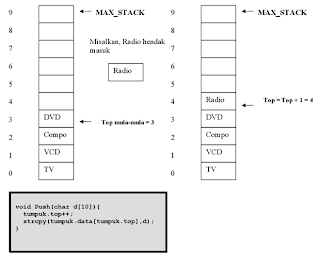 9
MAX_STACK
8
7
Misalkan, Radio hendak
masuk
6
Radio
5
4
DVD
3
Top mula-mula = 3
Compo
2
VCD
1
TV
0
9
MAX_STACK
8
7
6
5
Radio
4
Top = Top + 1 = 4
DVD
3
Compo
2
VCD
1
TV
0
void Push(char d[10]){
tumpuk.top++;
strcpy(tumpuk.data[tumpuk.top],d);
}